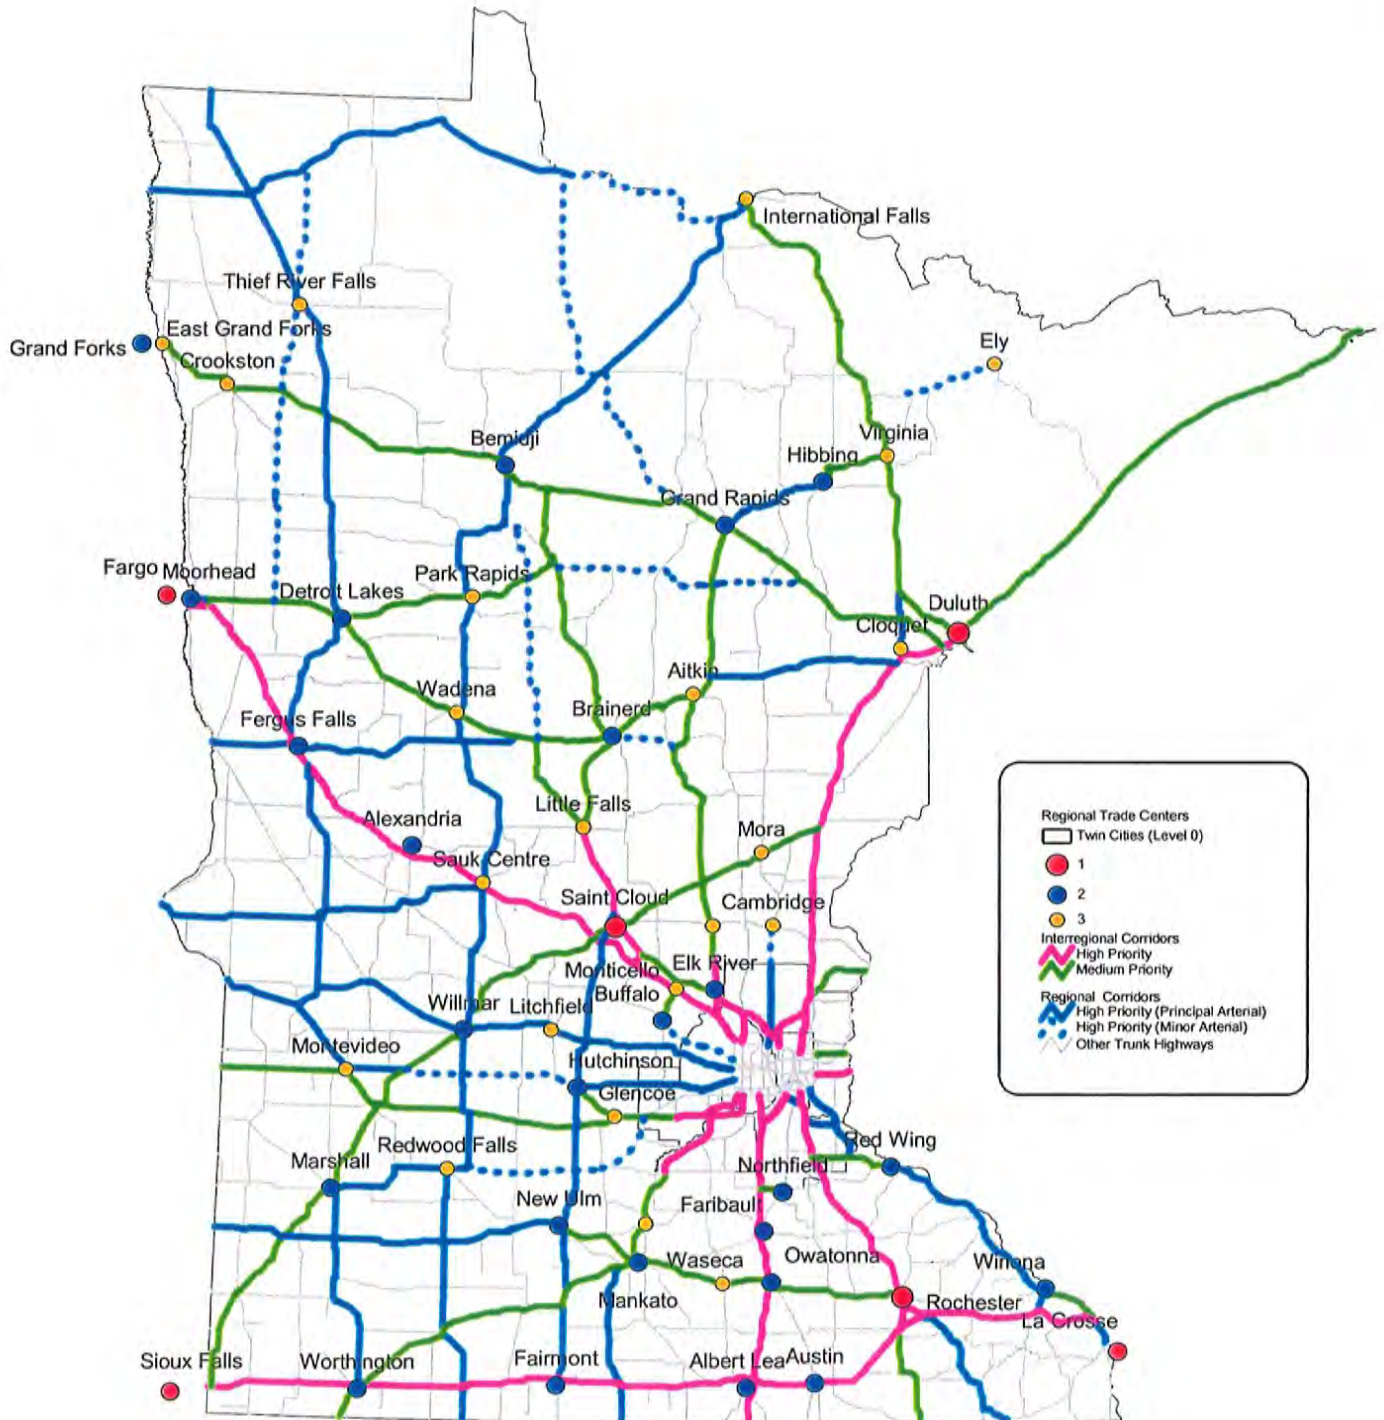 International Falls
Thief River Falls
East Grand Forks
Grand Forks
Crookston
Ely
Virginia
Bemidji
Hibbing
Grand Rapids
Fargo
Moorhead
Park Rapids
Detroit Lakes
Duluth
Cloquet
Aitkin
Wadena
Brainerd
Fergus Falls
Little Falls
Alexandria
Mora
Sauk Centre
Saint Cloud
Cambridge
Monticello
Elk River
Buffalo
Willmar
Litchfield
Montevideo
Hutchinson
Glencoe
Redwood Falls
Red Wing
Marshall
Northfield
New Ulm
Faribault
Waseca
Owatonna
Winona
Mankato
Rochester
La Crosse
Sioux Falls
Worthington
Fairmont
Albert Lea
Austin
Regional Trade Centers
Twin Cities (Level 0)
1
2
3
Interregional Corridors
High Priority
Medium Priority
Regional Corridors
High Priority (Principal Arterial)
High Priority (Minor Arterial)
Other Trunk Highways